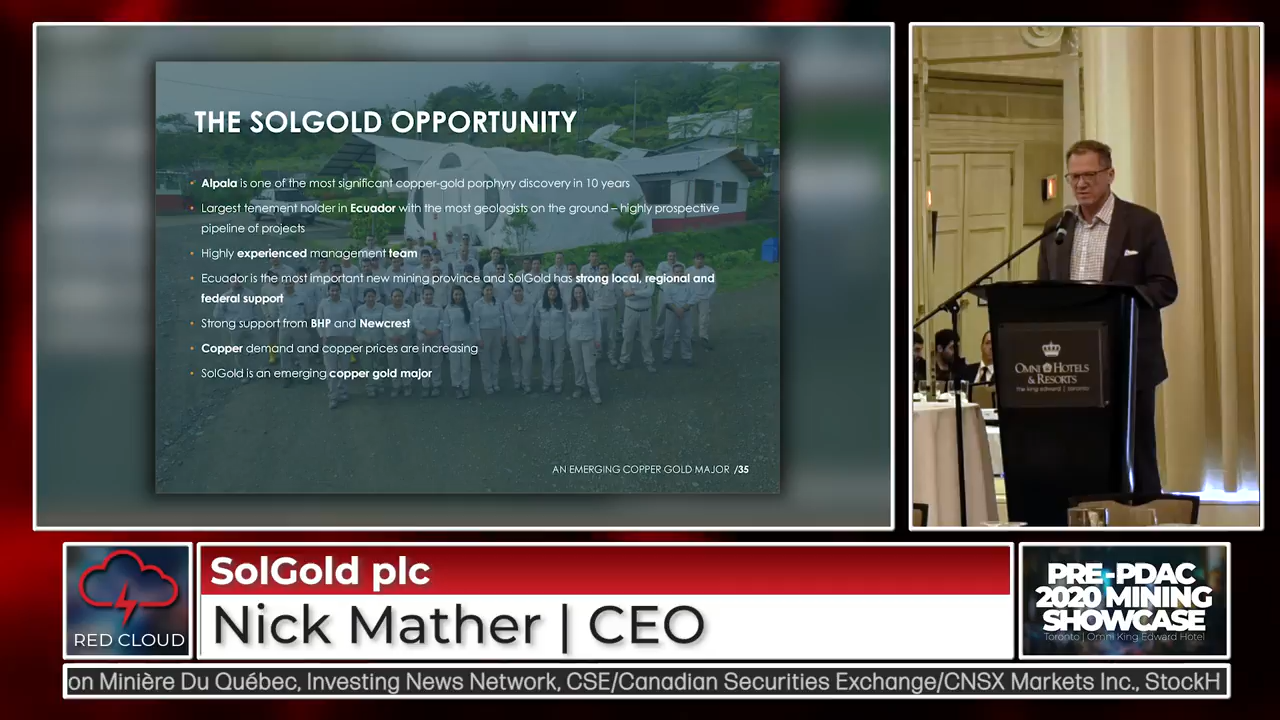 THE SOLGOLD OPPORTUNITY
• Alpala is one of the most significant copper-gold porphyry discovery in 10 years
• Largest tenement holder in Ecuador with the most geologists on the ground – highly prospective
pipeline of projects
• Highly experienced management team
• Ecuador is the most important new mining province and SolGold has strong local, regional and
federal support
• Strong support from BHP and Newcrest
• Copper demand and copper prices are increasing
• SolGold is an emerging copper gold major
AN EMERGING COPPER GOLD MAJOR /35
OMNI HOTELS
& RESORTS
the king edward | toronto
RED CLOUD
SolGold plc
Nick Mather | CEO
PRE-PDAC
2020 MINING
SHOWCASE
Toronto | Omni King Edward Hotel
on Minière Du Québec, Investing News Network, CSE/Canadian Securities Exchange/CNSX Markets Inc., StockH